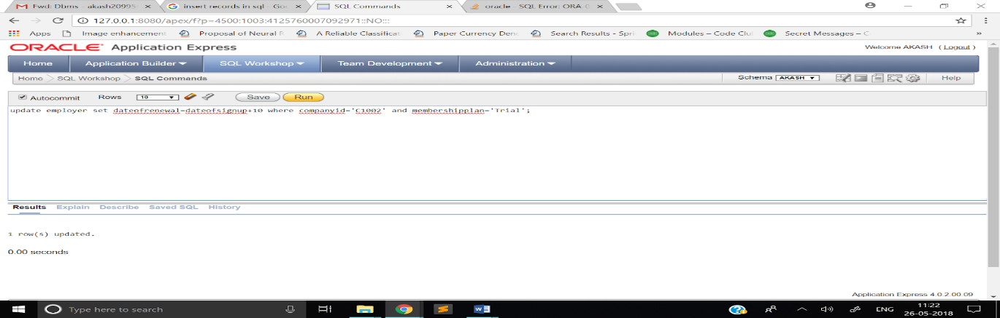 Fwd: Dbms - akash20995
insert records in sql - Goo
SQL Commands
oracle - SQL Error: ORA-0
127.0.0.1:8080/apex/f?p=4500:1003:4125760007092971::NO:::
Apps Image enhancement Proposal of Neural A Reliable Classificat Paper Currency Den Search Results - Spri Modules – Code Clu Secret Messages – C »
ORACLE Application Express
Welcome AKASH (Logout)
Home Application Builder SQL Workshop Team Development Administration
Home > SQL Workshop > SQL Commands
Schema AKASH Help
Autocommit Rows 10 Save Run
update employer set dateofrenewal=dateofsignup+10 where companyid='C1002' and membershipplan='Trial';
Results Explain Describe Saved SQL History
1 row(s) updated.
0.00 seconds
Application Express 4.0.2.00.09
Type here to search
ENG
11:22
26-05-2018